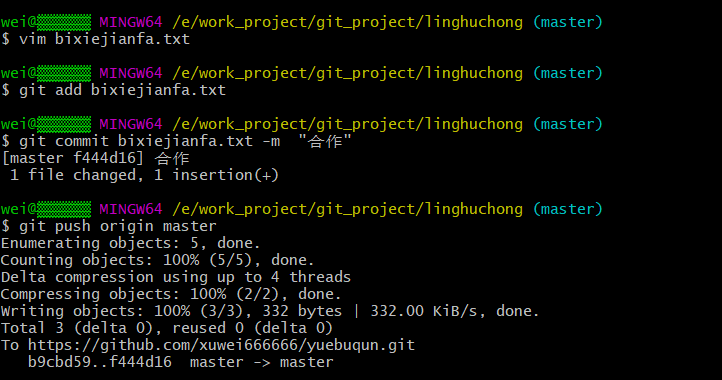 wei@ MINGW64 /e/work_project/git_project/linghuchong (master)
$ vim bixiejianfa.txt
wei@ MINGW64 /e/work_project/git_project/linghuchong (master)
$ git add bixiejianfa.txt
wei@ MINGW64 /e/work_project/git_project/linghuchong (master)
$ git commit bixiejianfa.txt -m  "合作"
[master f444d16] 合作
 1 file changed, 1 insertion(+)
wei@ MINGW64 /e/work_project/git_project/linghuchong (master)
$ git push origin master
Enumerating objects: 5, done.
Counting objects: 100% (5/5), done.
Delta compression using up to 4 threads
Compressing objects: 100% (2/2), done.
Writing objects: 100% (3/3), 332 bytes | 332.00 KiB/s, done.
Total 3 (delta 0), reused 0 (delta 0)
To https://github.com/xuwei666666/yuebuqun.git
   b9cbd59..f444d16  master -> master